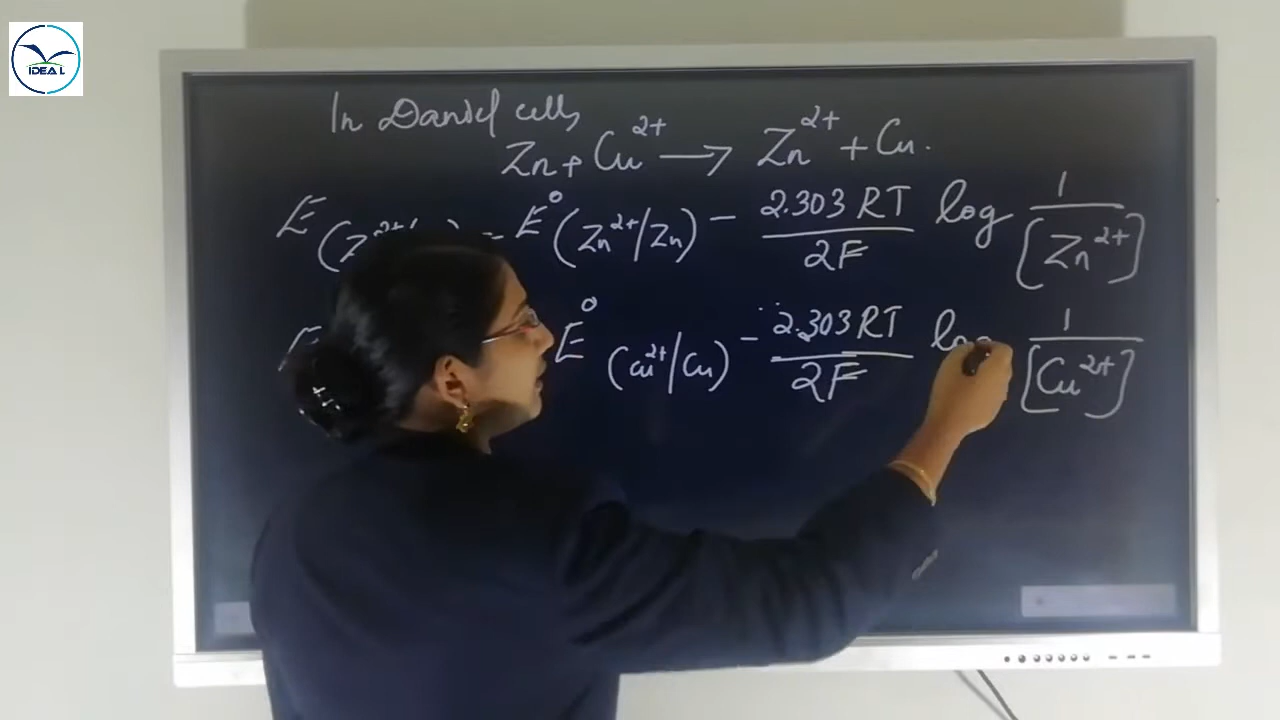 IDEAL
In Daniel cells
Zn + Cu²⁺ → Zn²⁺ + Cu.
E (Z = E° (Zn²⁺/Zn) - 2.303 RT / 2F log 1 / [Zn²⁺]
E° (Cu²⁺/Cu) - 2.303 RT / 2F log 1 / [Cu²⁺]